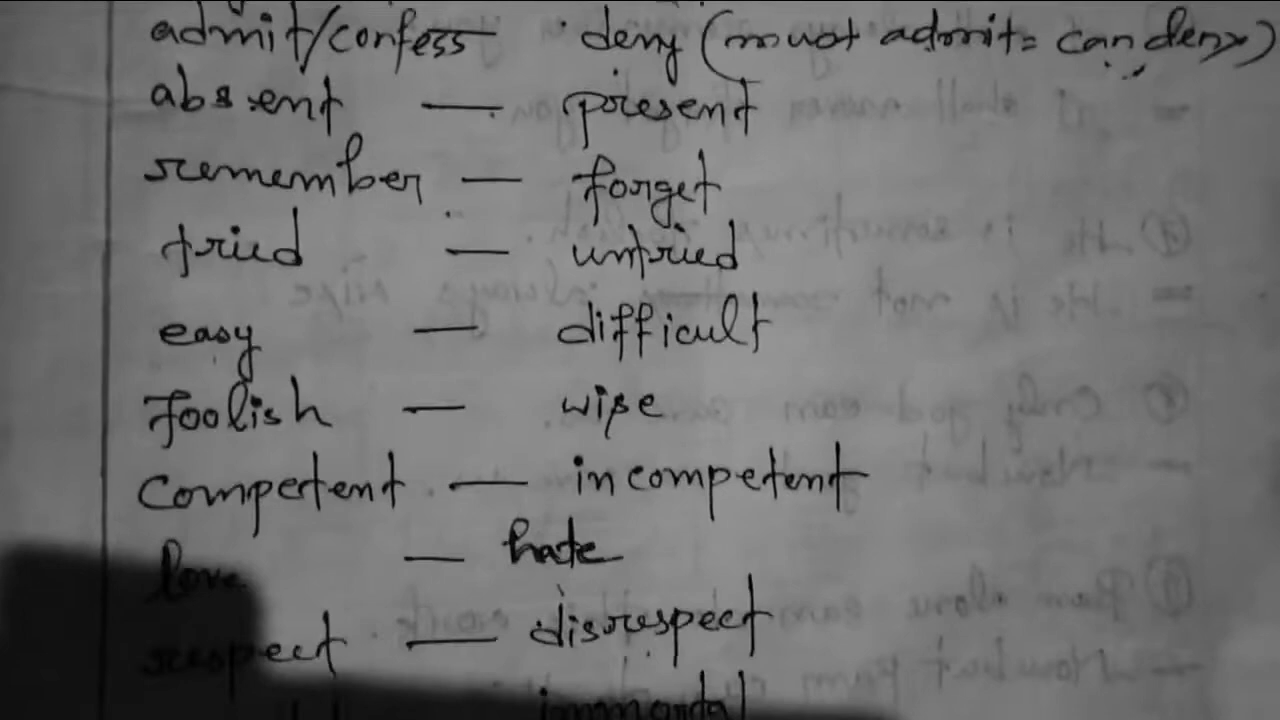 admit/confess deny (must admit = can deny)
absent — present
remember — forget
tried — untried
easy — difficult
foolish — wise
Competent — incompetent
love — hate
respect — disrespect
immortal